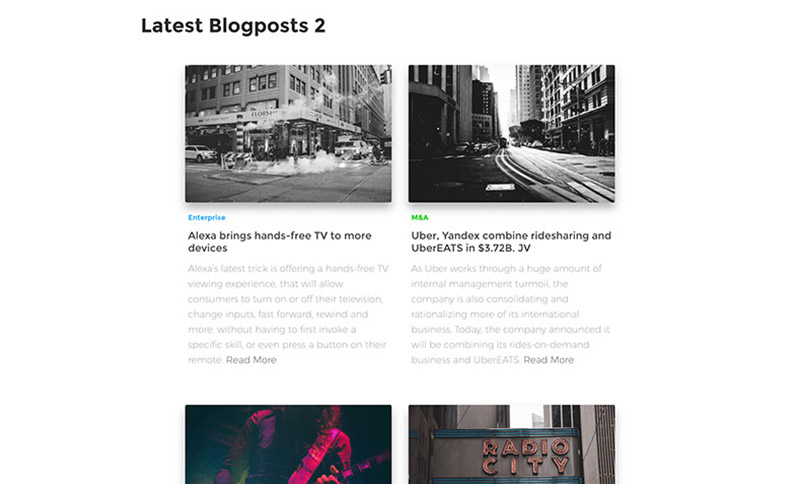 Latest Blogposts 2
FLORSHEIM
Enterprise
Alexa brings hands-free TV to more
devices
Alexa's latest trick is offering a hands-free TV
viewing experience, that will allow
consumers to turn on or off their television,
change inputs, fast forward, rewind and
more, without having to first invoke a
specific skill, or even press a button on their
remote. Read More
M&A
Uber, Yandex combine ridesharing and
UberEATS in $3.72B. JV
As Uber works through a huge amount of
internal management turmoil, the
company is also consolidating and
rationalizing more of its international
business. Today, the company announced it
will be combining its rides-on-demand
business and UberEATS. Read More
RADIO
CITY